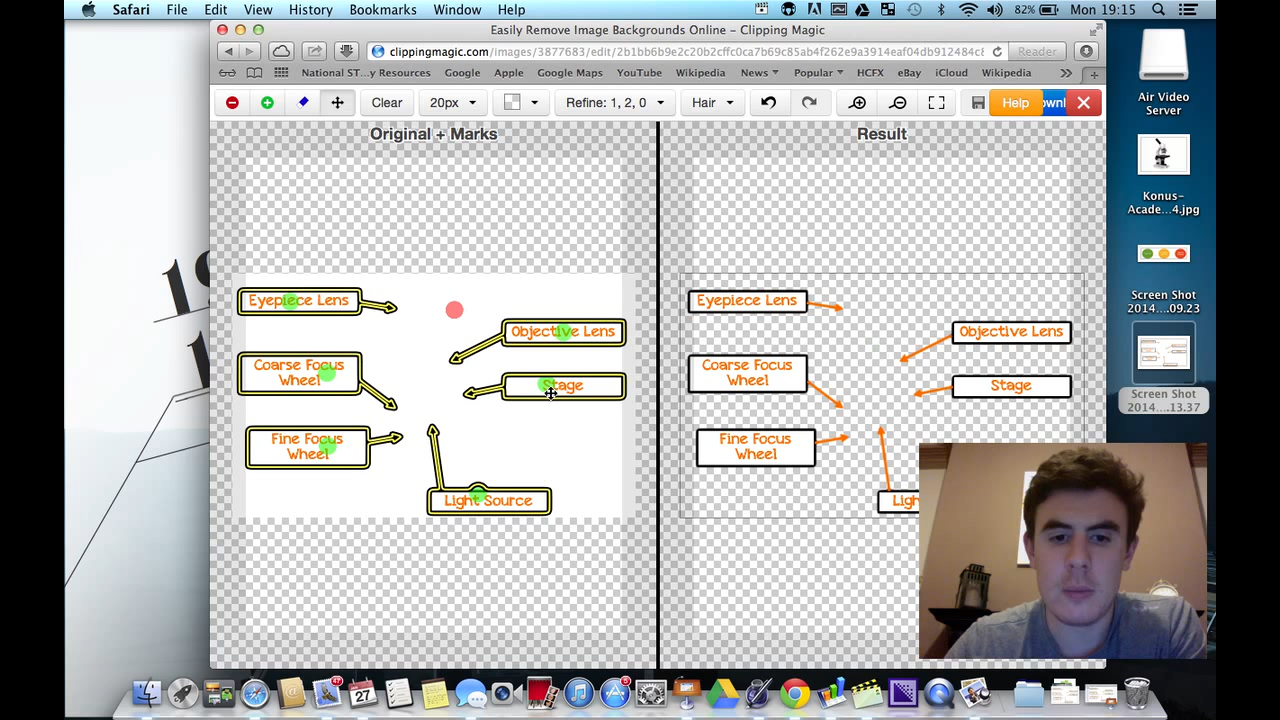 Safari File Edit View History Bookmarks Window Help 82% Mon 19:15
Easily Remove Image Backgrounds Online – Clipping Magic
clippingmagic.com/images/3877683/edit/ Reader
National ST...y Resources Google Apple Google Maps YouTube Wikipedia News Popular HCFX eBay iCloud Wikipedia
Clear 20px Refine: 1, 2, 0 Hair Help
Original + Marks Result
Eyepiece Lens
Objective Lens
Coarse Focus
Wheel
Stage
Fine Focus
Wheel
Light Source
Eyepiece Lens
Objective Lens
Coarse Focus
Wheel
Stage
Fine Focus
Wheel
Ligh
Air Video
Server
Konus-
Acade...4.jpg
Screen Shot
2014....09.23
Screen Shot
2014....13.37